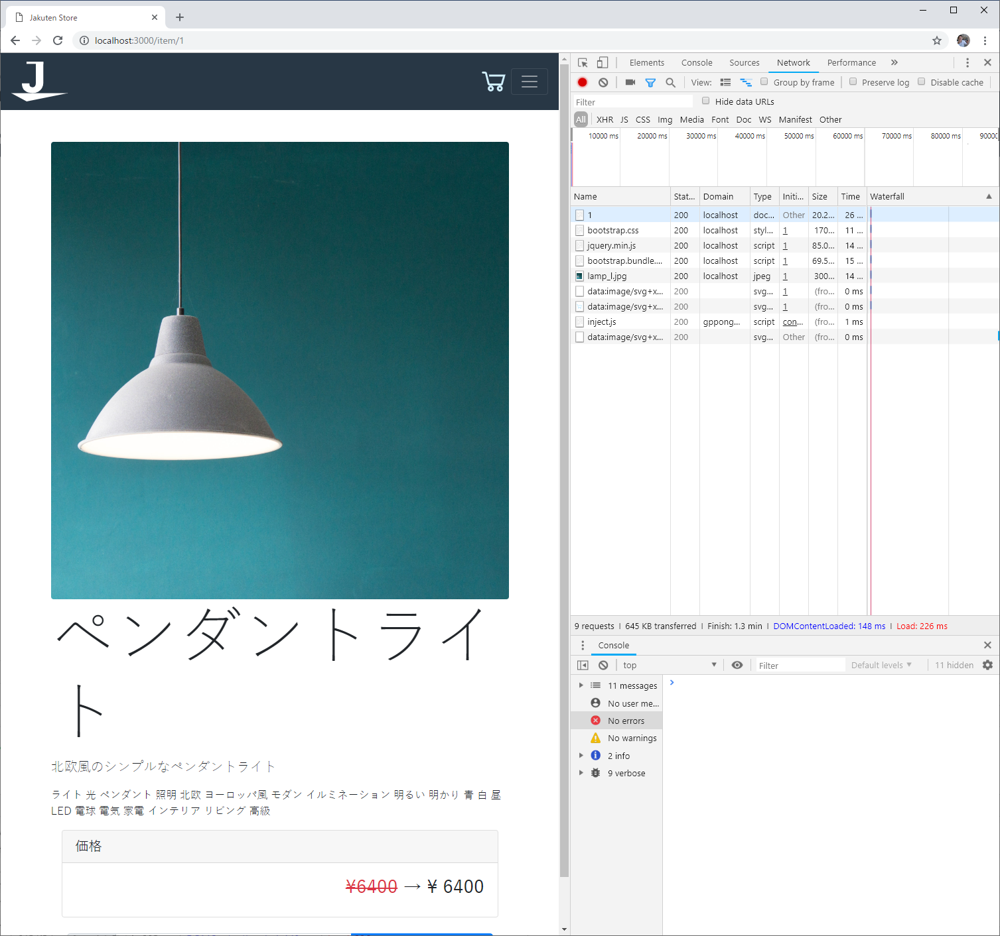 Jakuten Store
localhost:3000/item/1
J
ペンダントライ
ト
北欧風のシンプルなペンダントライト
ライト 光 ペンダント 照明 北欧 ヨーロッパ風 モダン イルミネーション 明るい 明かり 青 白 昼
LED 電球 電気 家電 インテリア リビング 高級
価格
¥6400 → ¥ 6400
Elements Console Sources Network Performance »
View: Group by frame Preserve log Disable cache
Filter Hide data URLs
All XHR JS CSS Img Media Font Doc WS Manifest Other
10000 ms 20000 ms 30000 ms 40000 ms 50000 ms 60000 ms 70000 ms 80000 ms 9000
Name Stat... Domain Type Initi... Size Time Waterfall
1 200 localhost doc... Other 20.2... 26 ...
bootstrap.css 200 localhost styl... 1 170... 11 ...
jquery.min.js 200 localhost script 1 85.0... 14 ...
bootstrap.bundle.... 200 localhost script 1 69.5... 15 ...
lamp_l.jpg 200 localhost jpeg 1 300... 14 ...
data:image/svg+x... 200 svg... 1 (fro... 0 ms
data:image/svg+x... 200 svg... 1 (fro... 0 ms
inject.js 200 gppong... script con... (fro... 1 ms
data:image/svg+x... 200 svg... Other (fro... 0 ms
9 requests | 645 KB transferred | Finish: 1.3 min | DOMContentLoaded: 148 ms | Load: 226 ms
Console
top Filter Default levels 11 hidden
11 messages
No user me...
No errors
No warnings
2 info
9 verbose